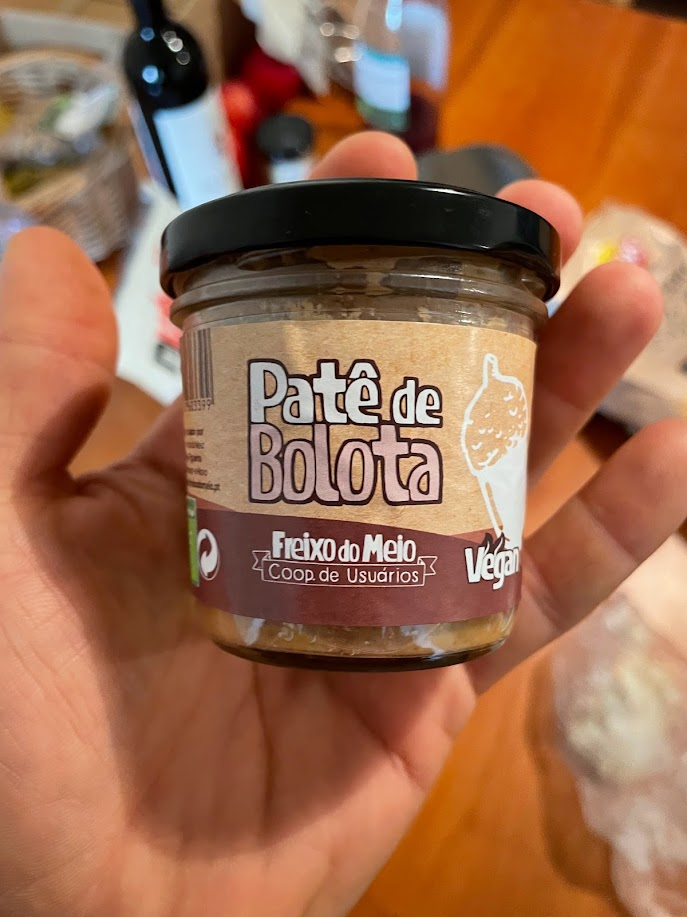 Patê de
Bolota
Freixo do Meio
Coop. de Usuários
Vegan